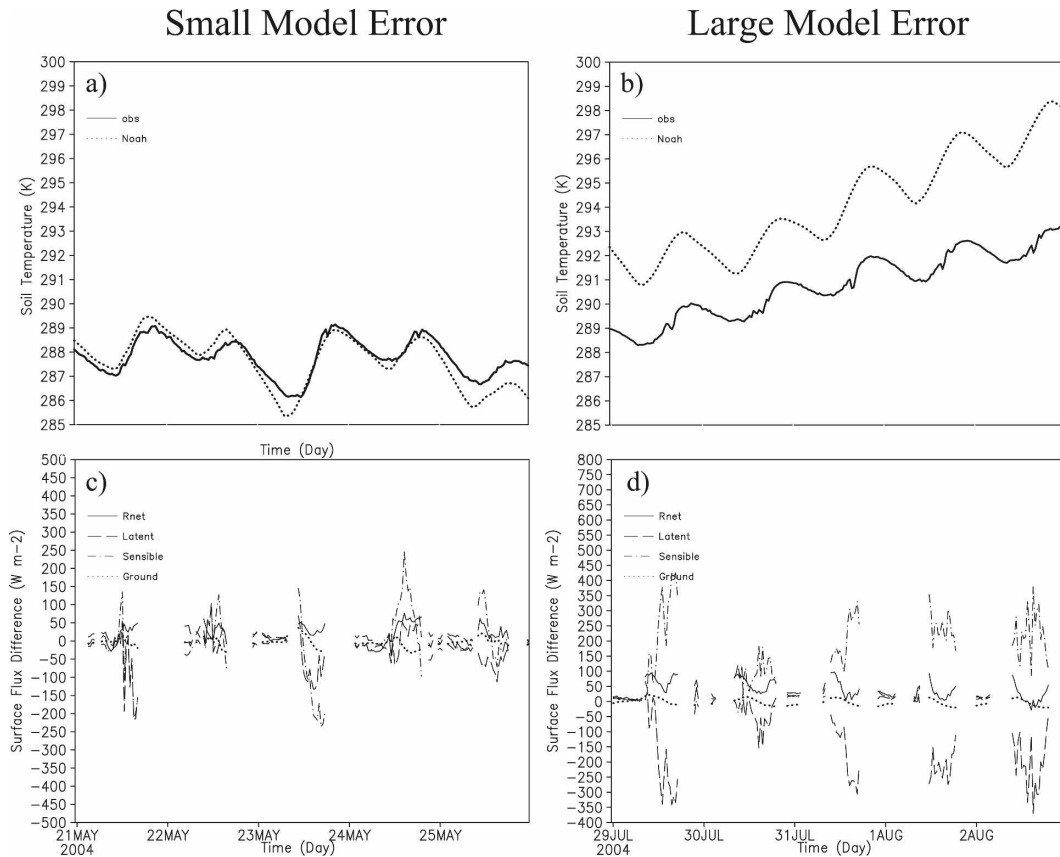 Small Model Error
Large Model Error
a)
obs
Noah
Soil Temperature (K)
300
299
298
297
296
295
294
293
292
291
290
289
288
287
286
285
Time (Day)
b)
obs
Noah
Soil Temperature (K)
300
299
298
297
296
295
294
293
292
291
290
289
288
287
286
285
c)
Rnet
Latent
Sensible
Ground
Surface Flux Difference (W m-2)
500
450
400
350
300
250
200
150
100
50
0
-50
-100
-150
-200
-250
-300
-350
-400
-450
-500
21MAY
2004
22MAY
23MAY
24MAY
25MAY
Time (Day)
d)
Rnet
Latent
Sensible
Ground
Surface Flux Difference (W m-2)
800
750
700
650
600
550
500
450
400
350
300
250
200
150
100
50
0
-50
-100
-150
-200
-250
-300
-350
-400
29JUL
2004
30JUL
31JUL
1AUG
2AUG
Time (Day)